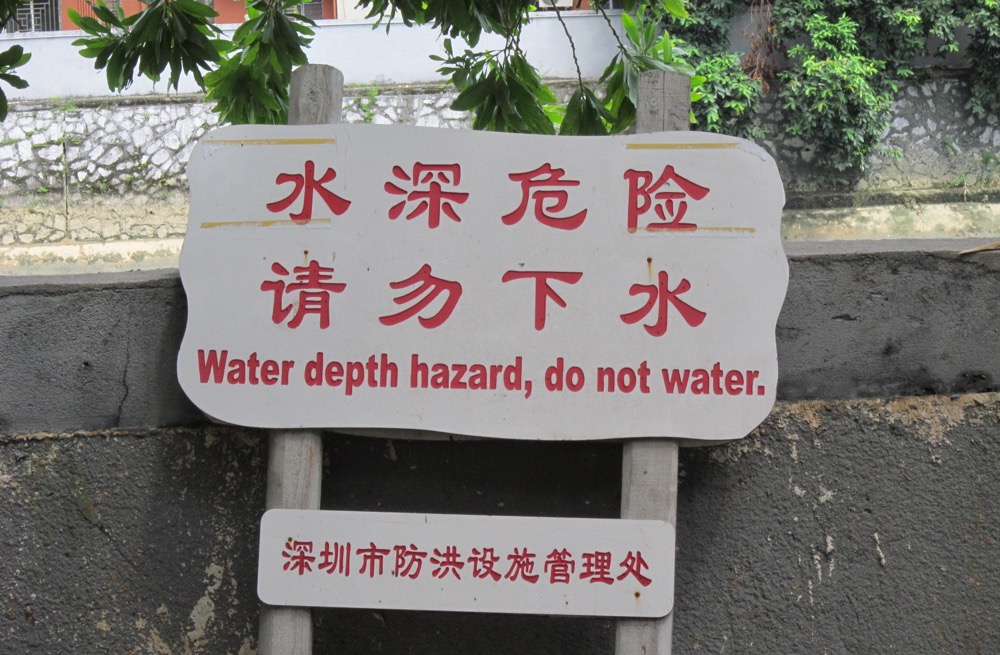 水深危险
请勿下水
Water depth hazard, do not water.
深圳市防洪设施管理处